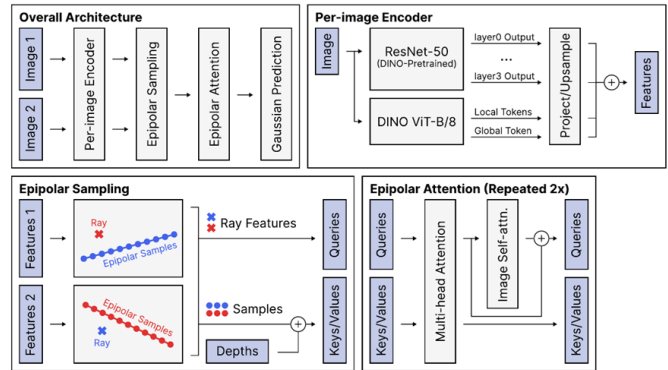 Overall Architecture
Image 1
Image 2
Per-image Encoder
Epipolar Sampling
Epipolar Attention
Gaussian Prediction
Per-image Encoder
Image
ResNet-50
(DINO-Pretrained)
DINO ViT-B/8
layer0 Output
...
layer3 Output
Local Tokens
Global Token
Project/Upsample
Features
Epipolar Sampling
Features 1
Features 2
Ray
Epipolar Samples
Epipolar Samples
Ray
Ray Features
Samples
Depths
Queries
Keys/Values
Epipolar Attention (Repeated 2x)
Queries
Keys/Values
Multi-head Attention
Image Self-attn.
Queries
Keys/Values